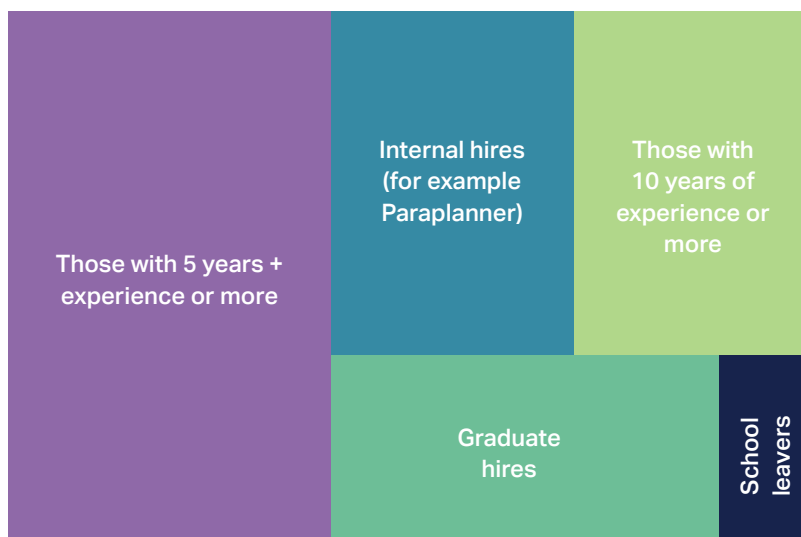 Those with 5 years +
experience or more
Internal hires
(for example
Paraplanner)
Those with
10 years of
experience or
more
Graduate
hires
School
leavers